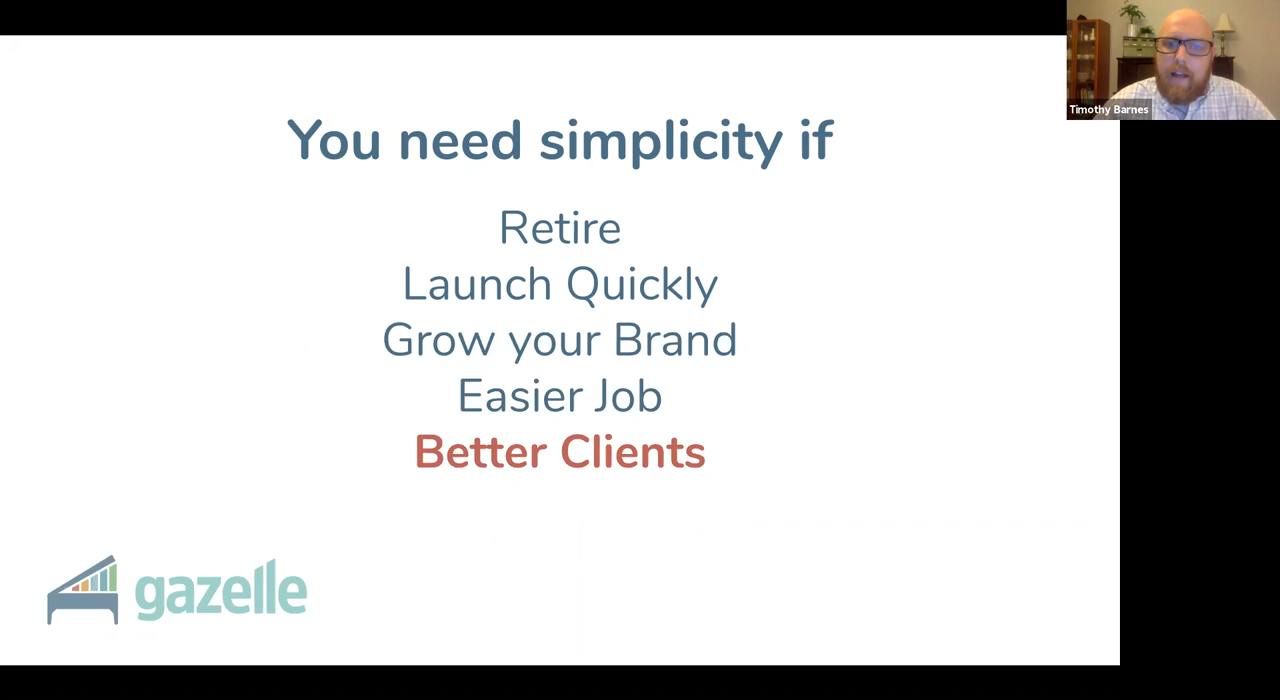 You need simplicity if
Retire
Launch Quickly
Grow your Brand
Easier Job
Better Clients
gazelle
Timothy Barnes